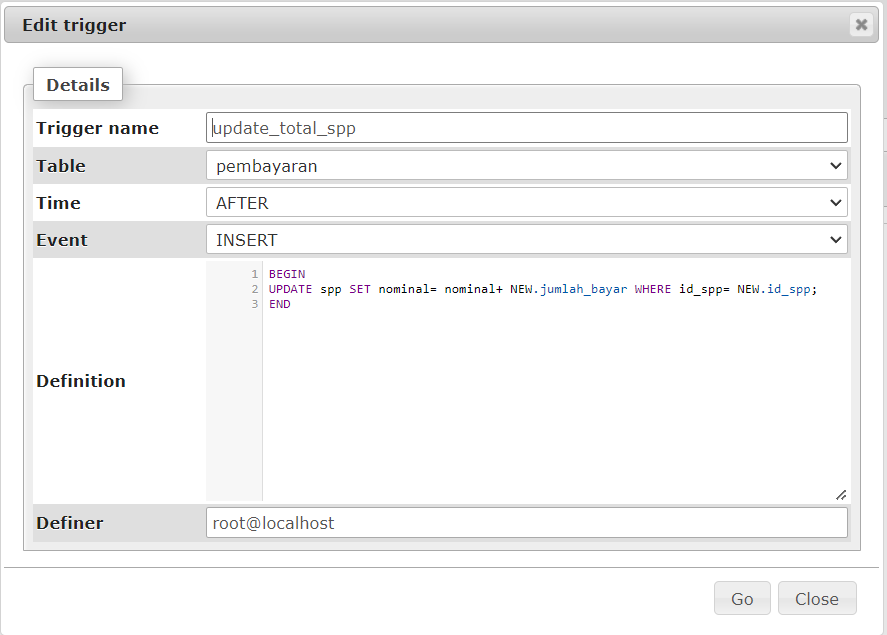 Edit trigger
Details
Trigger name update_total_spp
Table pembayaran
Time AFTER
Event INSERT
Definition
1 BEGIN
2 UPDATE spp SET nominal= nominal+ NEW.jumlah_bayar WHERE id_spp= NEW.id_spp;
3 END
Definer root@localhost
Go Close